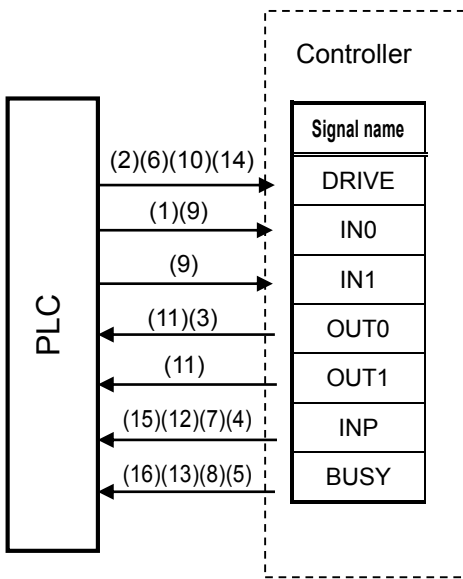 Controller
Signal name
(2)(6)(10)(14)
DRIVE
(1)(9)
IN0
(9)
IN1
PLC
(11)(3)
OUT0
(11)
OUT1
(15)(12)(7)(4)
INP
(16)(13)(8)(5)
BUSY